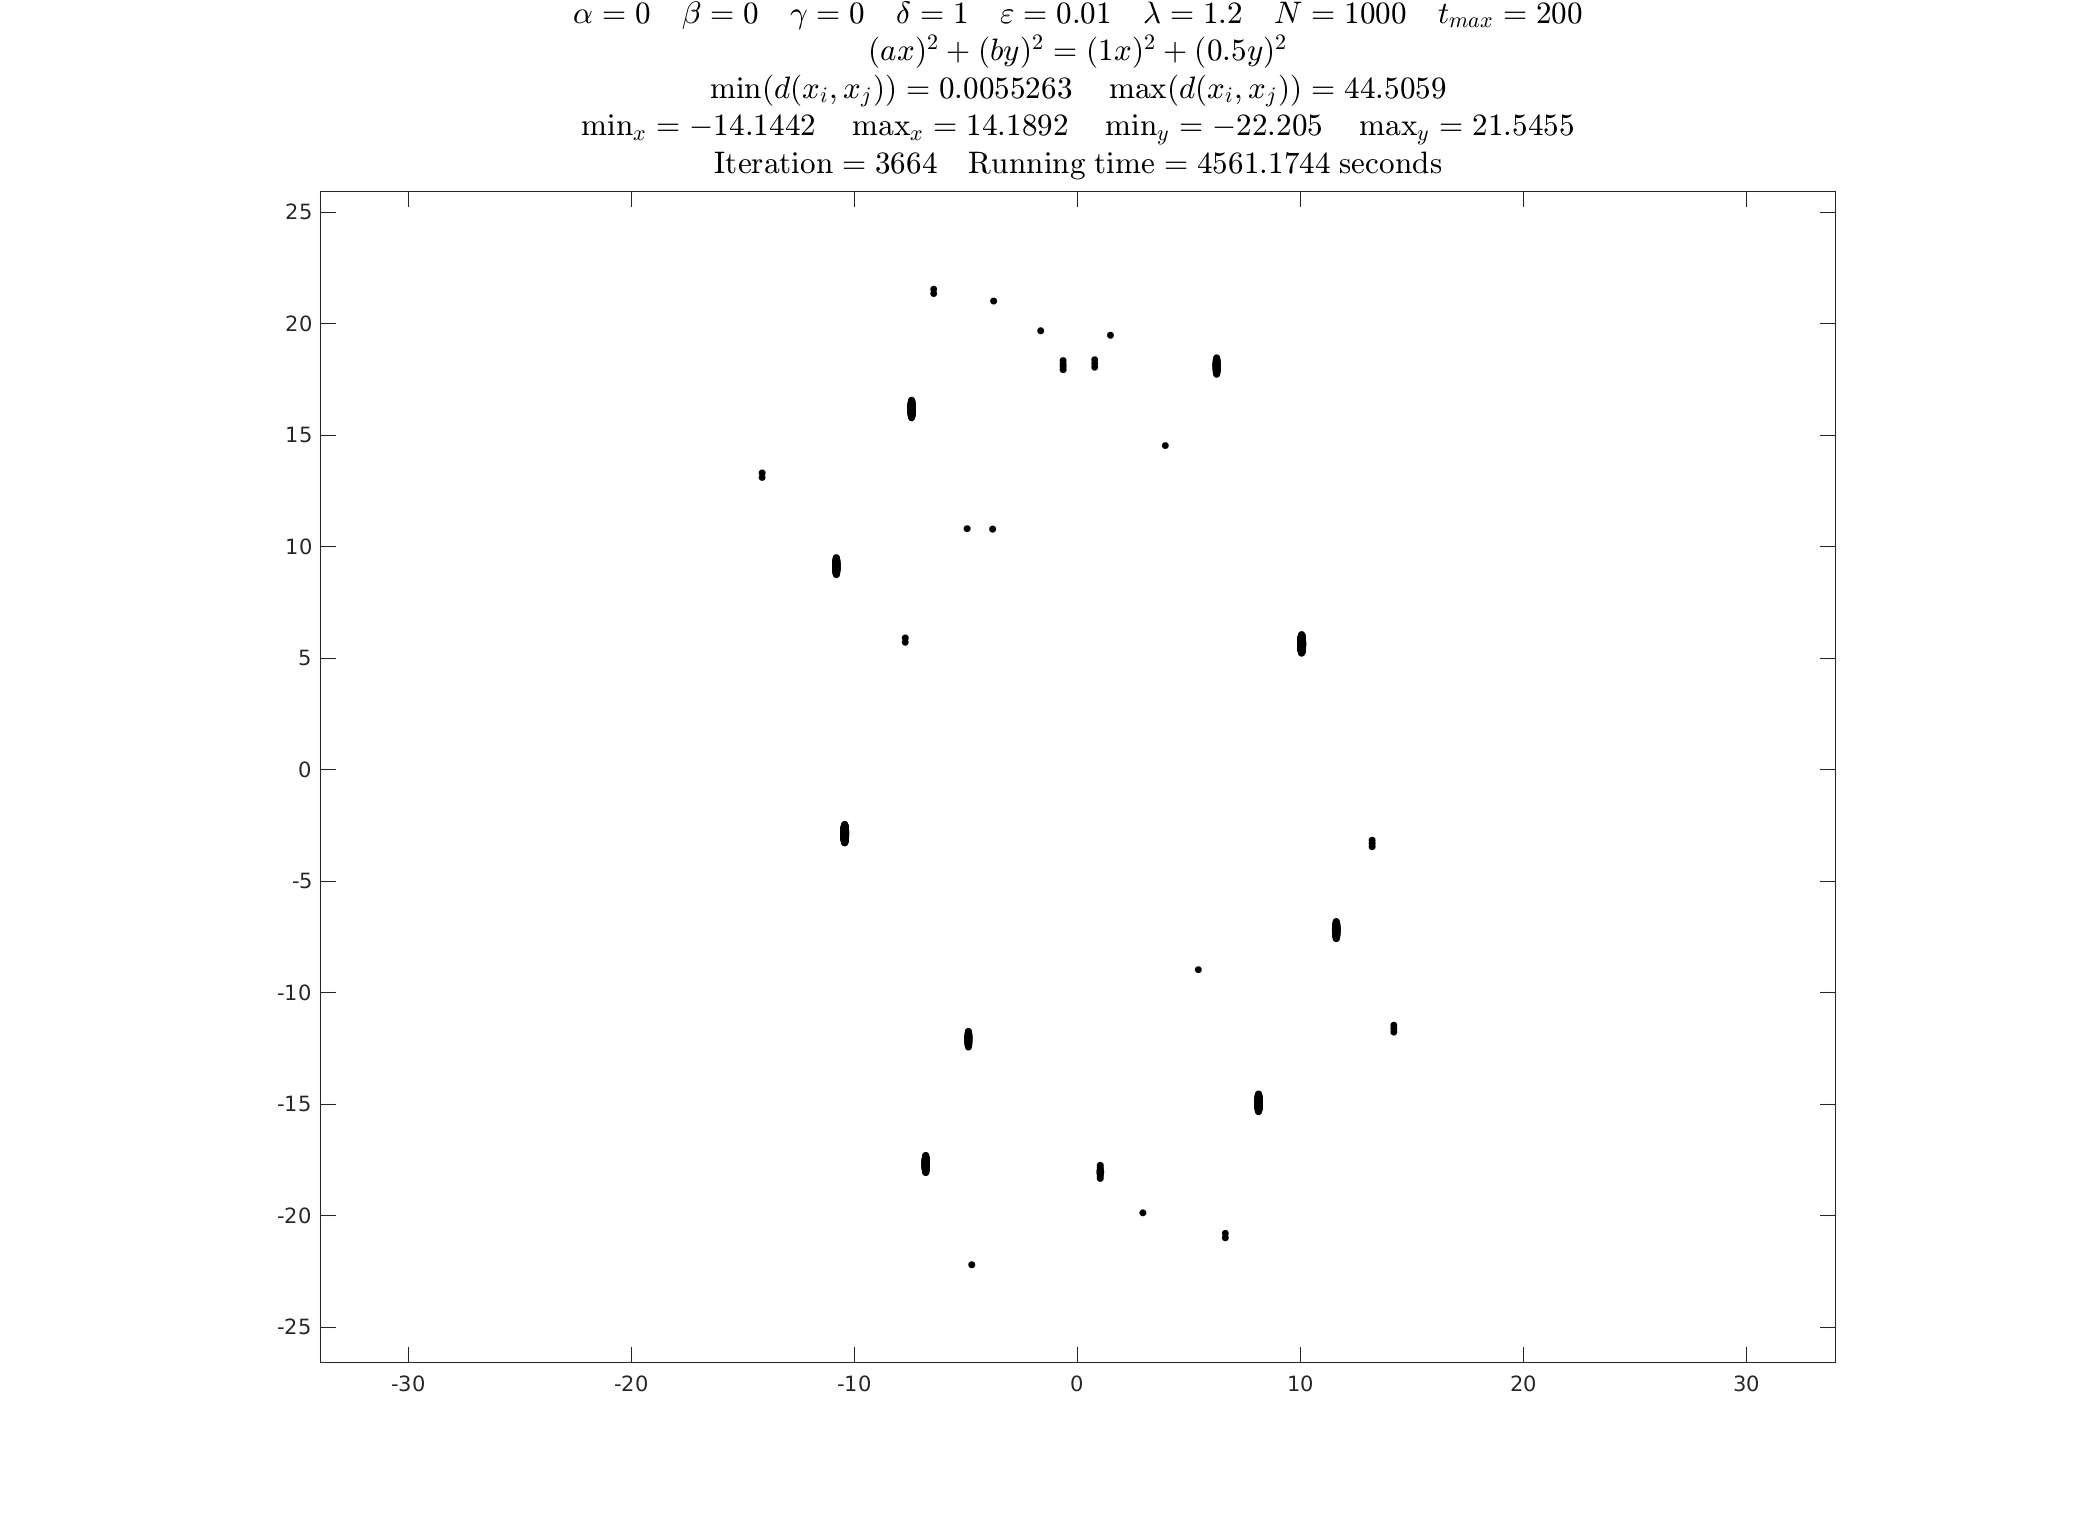 α = 0 β = 0 γ = 0 δ = 1 ε = 0.01 λ = 1.2 N = 1000 t_max = 200
(ax)² + (by)² = (1x)² + (0.5y)²
min(d(x_i, x_j)) = 0.0055263 max(d(x_i, x_j)) = 44.5059
min_x = −14.1442 max_x = 14.1892 min_y = −22.205 max_y = 21.5455
Iteration = 3664 Running time = 4561.1744 seconds
25
20
15
10
5
0
-5
-10
-15
-20
-25
-30 -20 -10 0 10 20 30